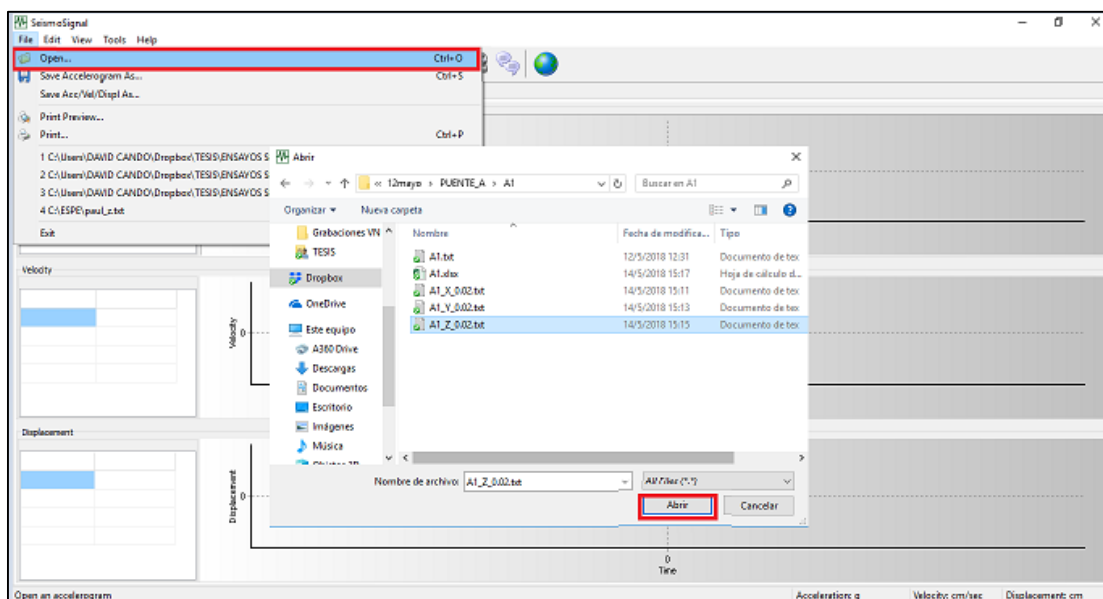 SeismoSignal
File Edit View Tools Help
Open... Ctrl+O
Save Accelerogram As... Ctrl+S
Save Acc/Vel/Displ As...
Print Preview...
Print... Ctrl+P
1 C:\Users\DAVID CANDO\Dropbox\TESIS\ENSAYOS S
2 C:\Users\DAVID CANDO\Dropbox\TESIS\ENSAYOS S
3 C:\Users\DAVID CANDO\Dropbox\TESIS\ENSAYOS S
4 C:\ESPE\paul_z.txt
Exit
Abrir
« 12mayo › PUENTE_A › A1
Buscar en A1
Organizar Nueva carpeta
Grabaciones VN
TESIS
Dropbox
OneDrive
Este equipo
A360 Drive
Descargas
Documentos
Escritorio
Imágenes
Música
Nombre Fecha de modifica... Tipo
A1.txt 12/5/2018 12:31 Documento de tex
A1.xlsx 14/5/2018 15:17 Hoja de cálculo d...
A1_X_0.02.txt 14/5/2018 15:11 Documento de tex
A1_Y_0.02.txt 14/5/2018 15:13 Documento de tex
A1_Z_0.02.txt 14/5/2018 15:15 Documento de tex
Nombre de archivo: A1_Z_0.02.txt All Files (*.*)
Abrir Cancelar
Velocity
Velocity
0
Displacement
Displacement
0
0
Time
Open an accelerogram Acceleration: g Velocity: cm/sec Displacement: cm